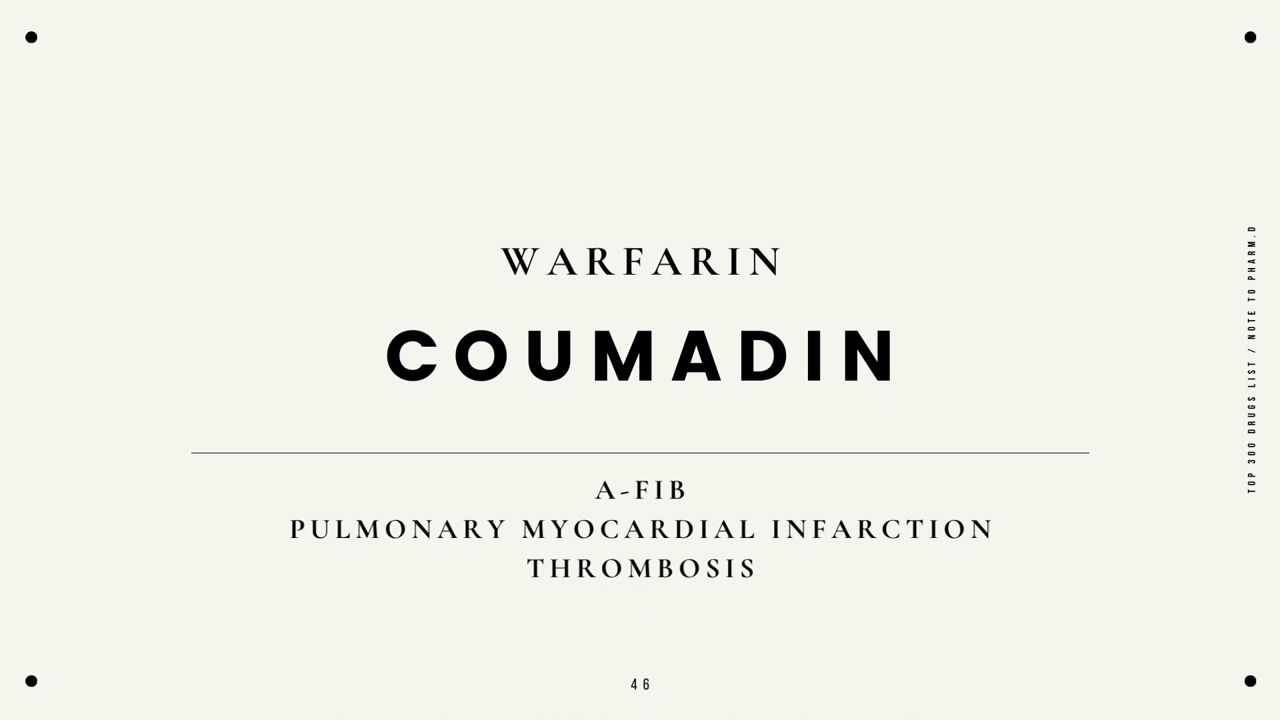 WARFARIN
COUMADIN
A-FIB
PULMONARY MYOCARDIAL INFARCTION
THROMBOSIS
46
TOP 300 DRUGS LIST / NOTE TO PHARM.D